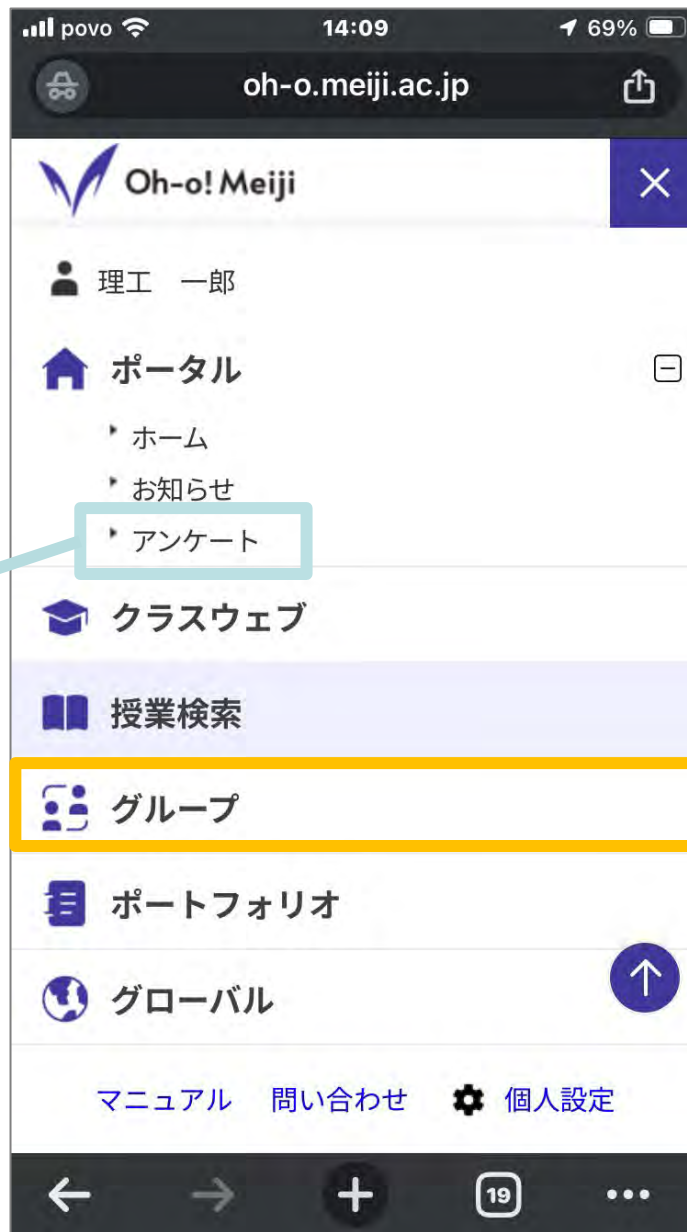 povo 14:09 69%
oh-o.meiji.ac.jp
Oh-o! Meiji
理工　一郎
ポータル
ホーム
お知らせ
アンケート
クラスウェブ
授業検索
グループ
ポートフォリオ
グローバル
マニュアル 問い合わせ 個人設定
19